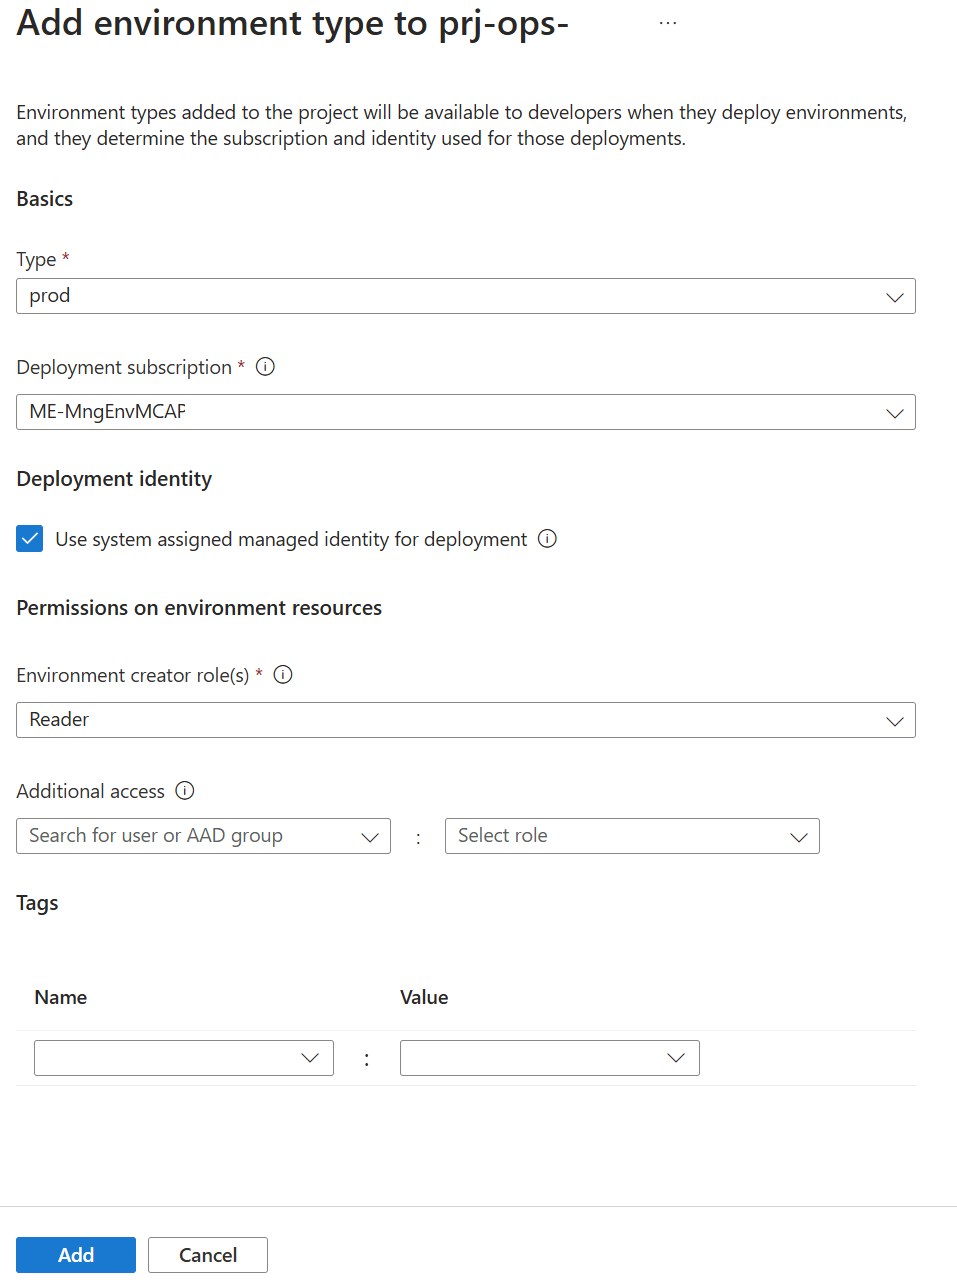 Add environment type to prj-ops-
...
Environment types added to the project will be available to developers when they deploy environments,
and they determine the subscription and identity used for those deployments.
Basics
Type *
prod
Deployment subscription *
ME-MngEnvMCAP
Deployment identity
Use system assigned managed identity for deployment
Permissions on environment resources
Environment creator role(s) *
Reader
Additional access
Search for user or AAD group : Select role
Tags
Name Value
:
Add Cancel